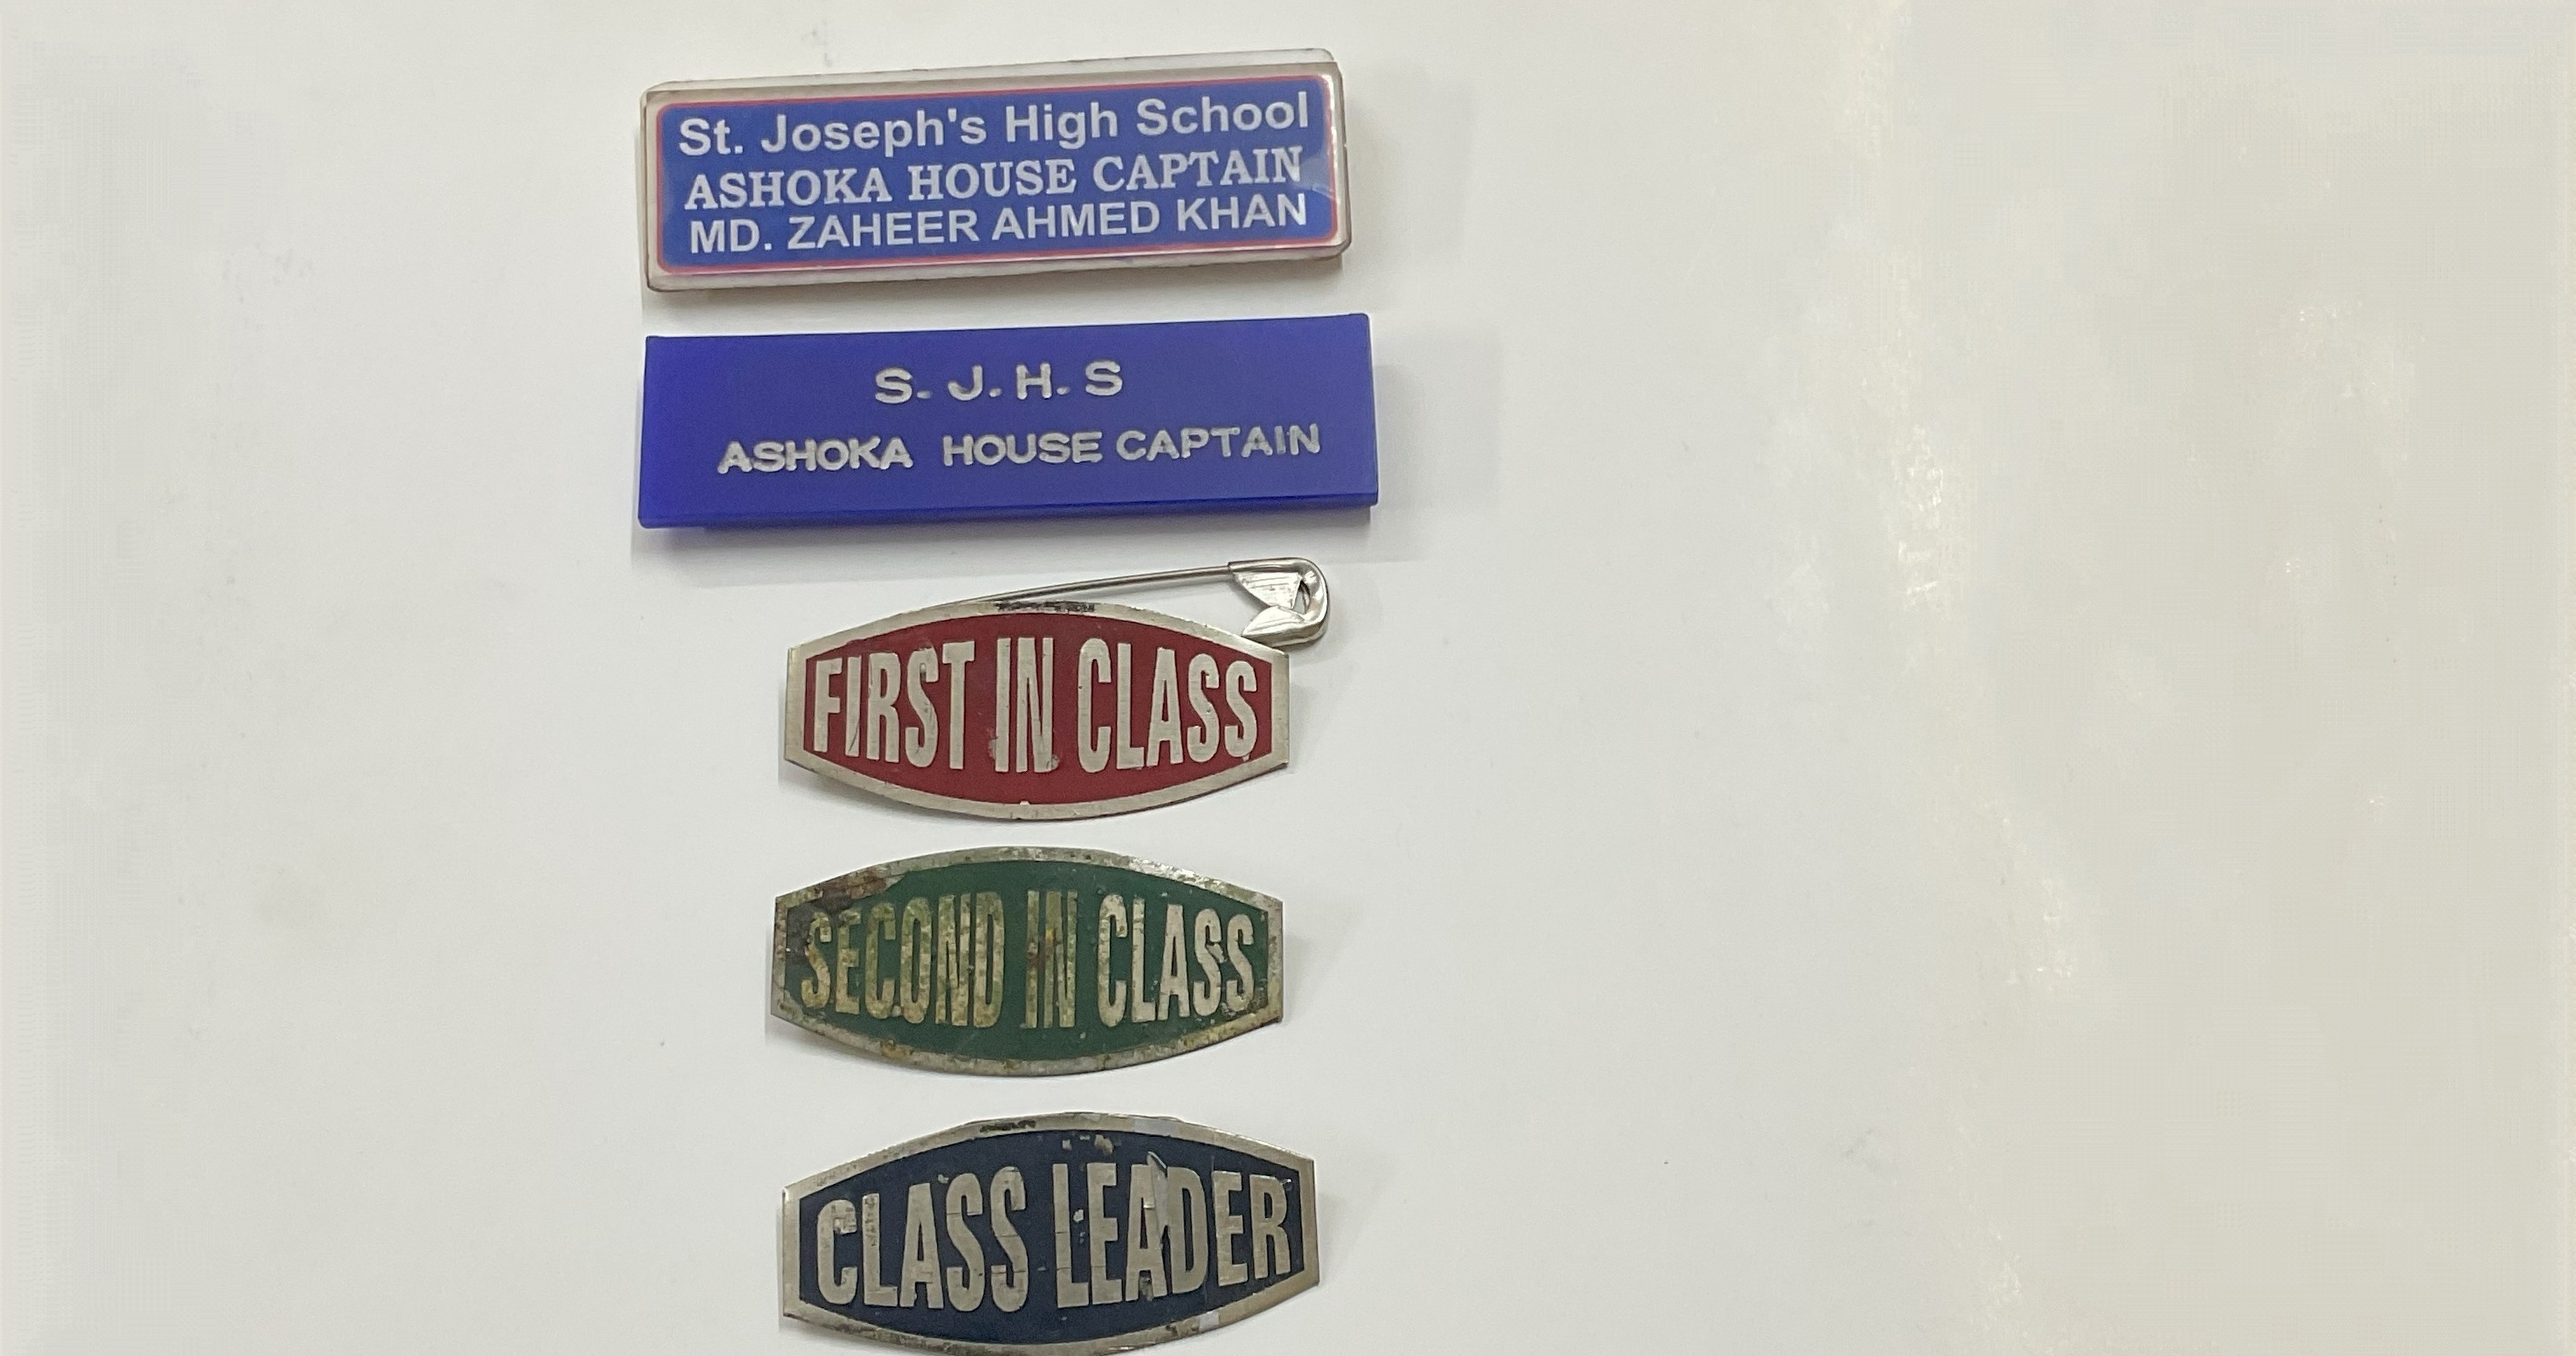 St. Joseph's High School
ASHOKA HOUSE CAPTAIN
MD. ZAHEER AHMED KHAN
S. J. H. S
ASHOKA HOUSE CAPTAIN
FIRST IN CLASS
SECOND IN CLASS
CLASS LEADER